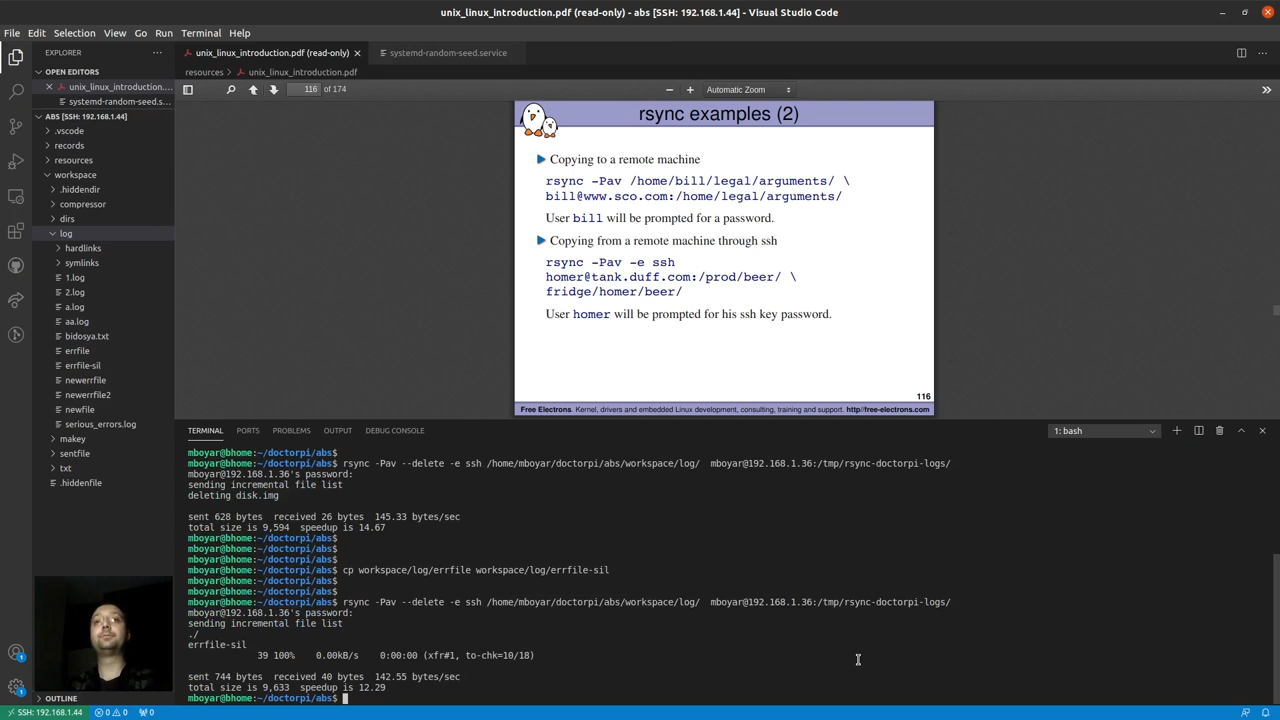 unix_linux_introduction.pdf (read-only) - abs [SSH: 192.168.1.44] - Visual Studio Code
File Edit Selection View Go Run Terminal Help
EXPLORER
OPEN EDITORS
unix_linux_introduction....
systemd-random-seed.s...
ABS [SSH: 192.168.1.44]
.vscode
records
resources
workspace
.hiddendir
compressor
dirs
log
hardlinks
symlinks
1.log
2.log
a.log
aa.log
bidosya.txt
errfile
errfile-sil
newerrfile
newerrfile2
newfile
serious_errors.log
makey
sentfile
txt
.hiddenfile
OUTLINE
unix_linux_introduction.pdf (read-only)
systemd-random-seed.service
resources > unix_linux_introduction.pdf
116 of 174
Automatic Zoom
rsync examples (2)
Copying to a remote machine
rsync -Pav /home/bill/legal/arguments/ \
bill@www.sco.com:/home/legal/arguments/
User bill will be prompted for a password.
Copying from a remote machine through ssh
rsync -Pav -e ssh
homer@tank.duff.com:/prod/beer/ \
fridge/homer/beer/
User homer will be prompted for his ssh key password.
116
Free Electrons. Kernel, drivers and embedded Linux development, consulting, training and support. http//free-electrons.com
TERMINAL PORTS PROBLEMS OUTPUT DEBUG CONSOLE
1: bash
mboyar@bhome:~/doctorpi/abs$
mboyar@bhome:~/doctorpi/abs$ rsync -Pav --delete -e ssh /home/mboyar/doctorpi/abs/workspace/log/ mboyar@192.168.1.36:/tmp/rsync-doctorpi-logs/
mboyar@192.168.1.36's password:
sending incremental file list
deleting disk.img
sent 628 bytes received 26 bytes 145.33 bytes/sec
total size is 9,594 speedup is 14.67
mboyar@bhome:~/doctorpi/abs$
mboyar@bhome:~/doctorpi/abs$
mboyar@bhome:~/doctorpi/abs$
mboyar@bhome:~/doctorpi/abs$ cp workspace/log/errfile workspace/log/errfile-sil
mboyar@bhome:~/doctorpi/abs$
mboyar@bhome:~/doctorpi/abs$
mboyar@bhome:~/doctorpi/abs$ rsync -Pav --delete -e ssh /home/mboyar/doctorpi/abs/workspace/log/ mboyar@192.168.1.36:/tmp/rsync-doctorpi-logs/
mboyar@192.168.1.36's password:
sending incremental file list
./
errfile-sil
39 100% 0.00kB/s 0:00:00 (xfr#1, to-chk=10/18)
sent 744 bytes received 40 bytes 142.55 bytes/sec
total size is 9,633 speedup is 12.29
mboyar@bhome:~/doctorpi/abs$
SSH: 192.168.1.44 0 0 0